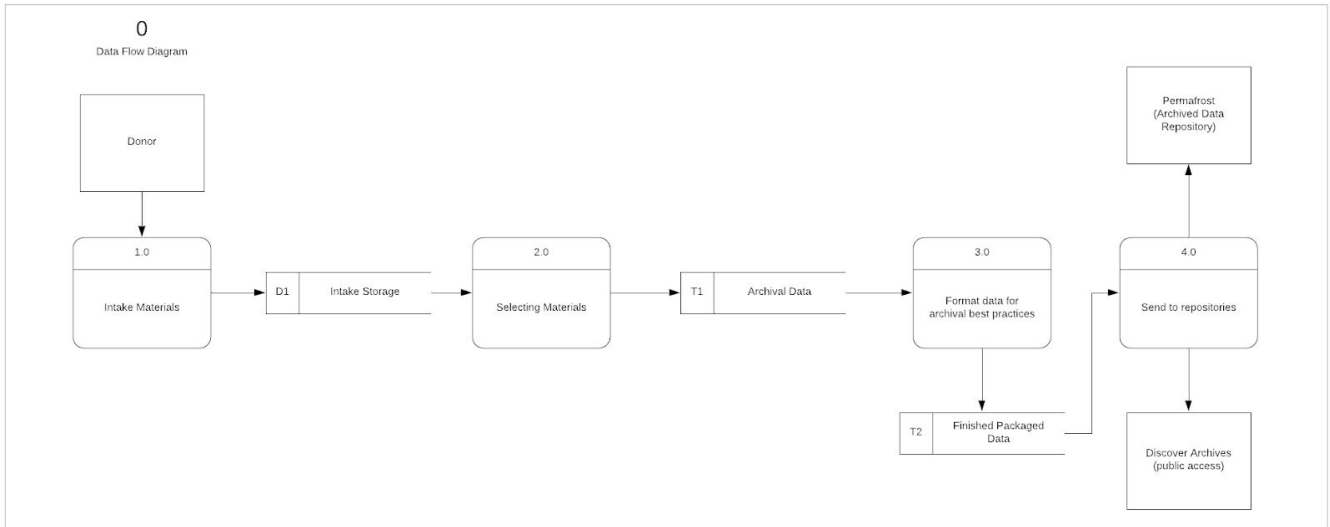 0
Data Flow Diagram
Donor
Permafrost
(Archived Data
Repository)
1.0
Intake Materials
D1
Intake Storage
2.0
Selecting Materials
T1
Archival Data
3.0
Format data for
archival best practices
4.0
Send to repositories
T2
Finished Packaged
Data
Discover Archives
(public access)